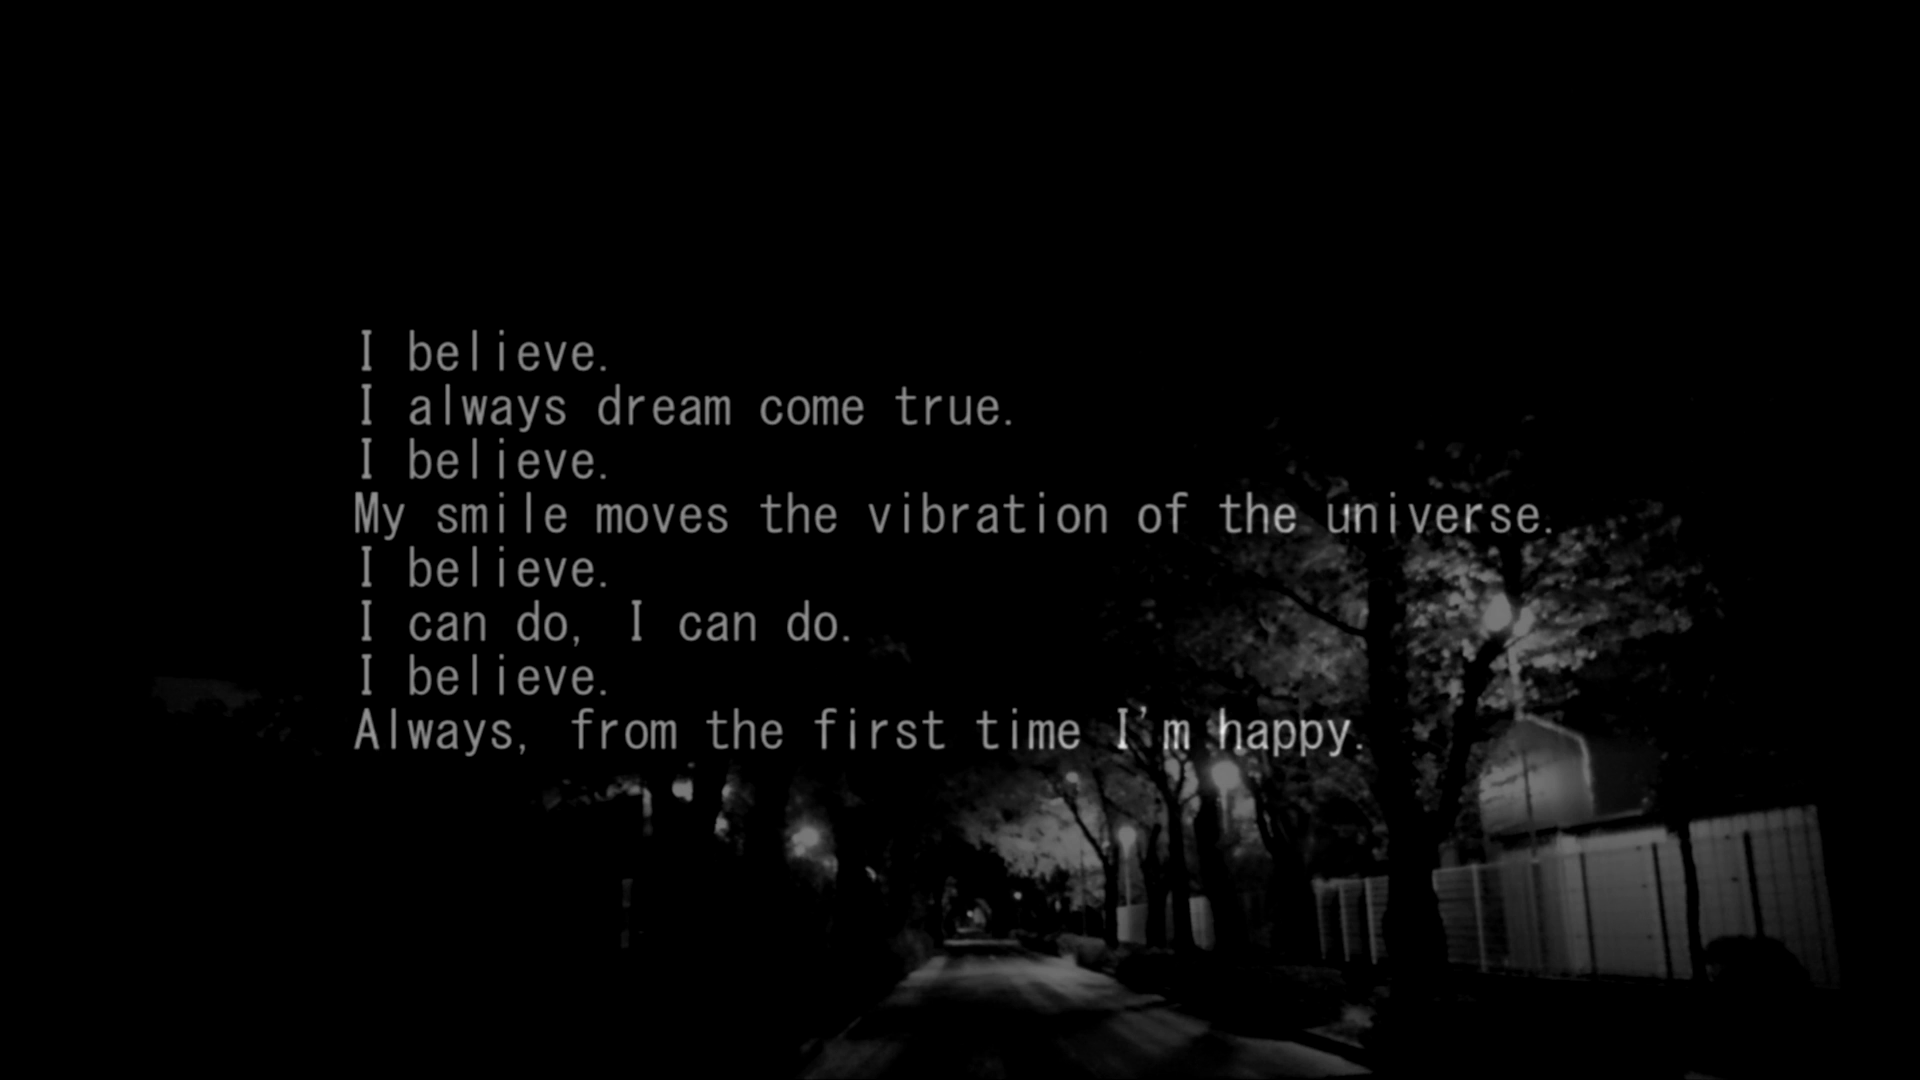 I believe.
I always dream come true.
I believe.
My smile moves the vibration of the universe.
I believe.
I can do, I can do.
I believe.
Always, from the first time I'm happy.